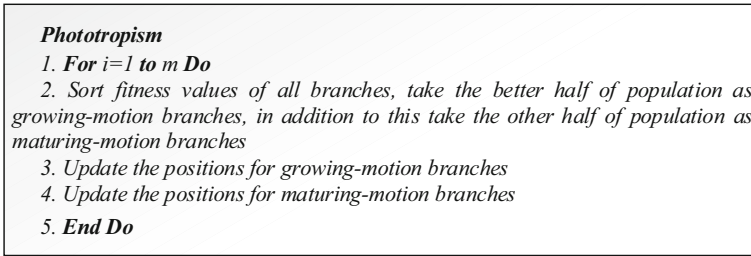 Phototropism
1. For i=1 to m Do
2. Sort fitness values of all branches, take the better half of population as
growing-motion branches, in addition to this take the other half of population as
maturing-motion branches
3. Update the positions for growing-motion branches
4. Update the positions for maturing-motion branches
5. End Do